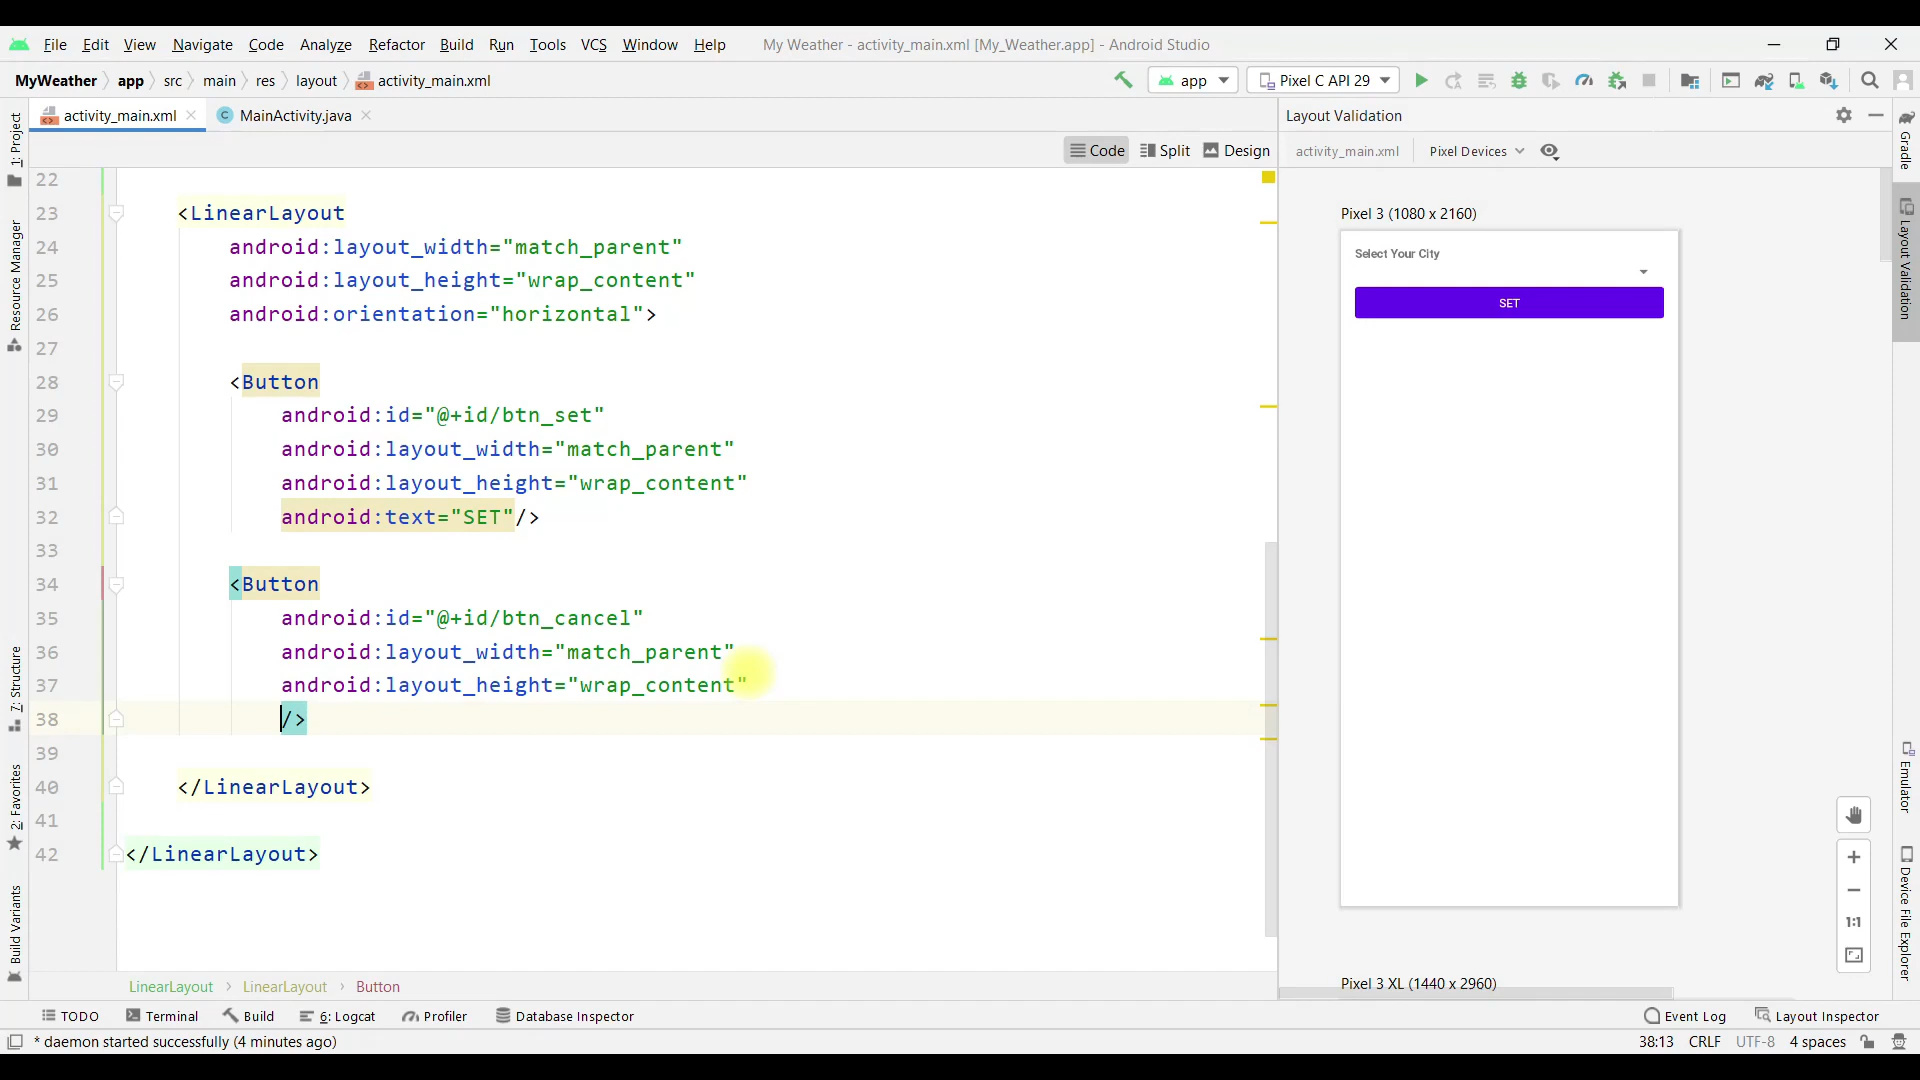 File Edit View Navigate Code Analyze Refactor Build Run Tools VCS Window Help My Weather - activity_main.xml [My_Weather.app] - Android Studio
MyWeather app src main res layout activity_main.xml app Pixel C API 29
activity_main.xml MainActivity.java Layout Validation
Code Split Design activity_main.xml Pixel Devices
22
23 <LinearLayout
24 android:layout_width="match_parent"
25 android:layout_height="wrap_content"
26 android:orientation="horizontal">
27
28 <Button
29 android:id="@+id/btn_set"
30 android:layout_width="match_parent"
31 android:layout_height="wrap_content"
32 android:text="SET"/>
33
34 <Button
35 android:id="@+id/btn_cancel"
36 android:layout_width="match_parent"
37 android:layout_height="wrap_content"
38 />
39
40 </LinearLayout>
41
42 </LinearLayout>
LinearLayout LinearLayout Button
1: Project
Resource Manager
7: Structure
2: Favorites
Build Variants
Pixel 3 (1080 x 2160)
Select Your City
SET
Pixel 3 XL (1440 x 2960)
1:1
Gradle
Layout Validation
Emulator
Device File Explorer
TODO Terminal Build 6: Logcat Profiler Database Inspector Event Log Layout Inspector
* daemon started successfully (4 minutes ago) 38:13 CRLF UTF-8 4 spaces